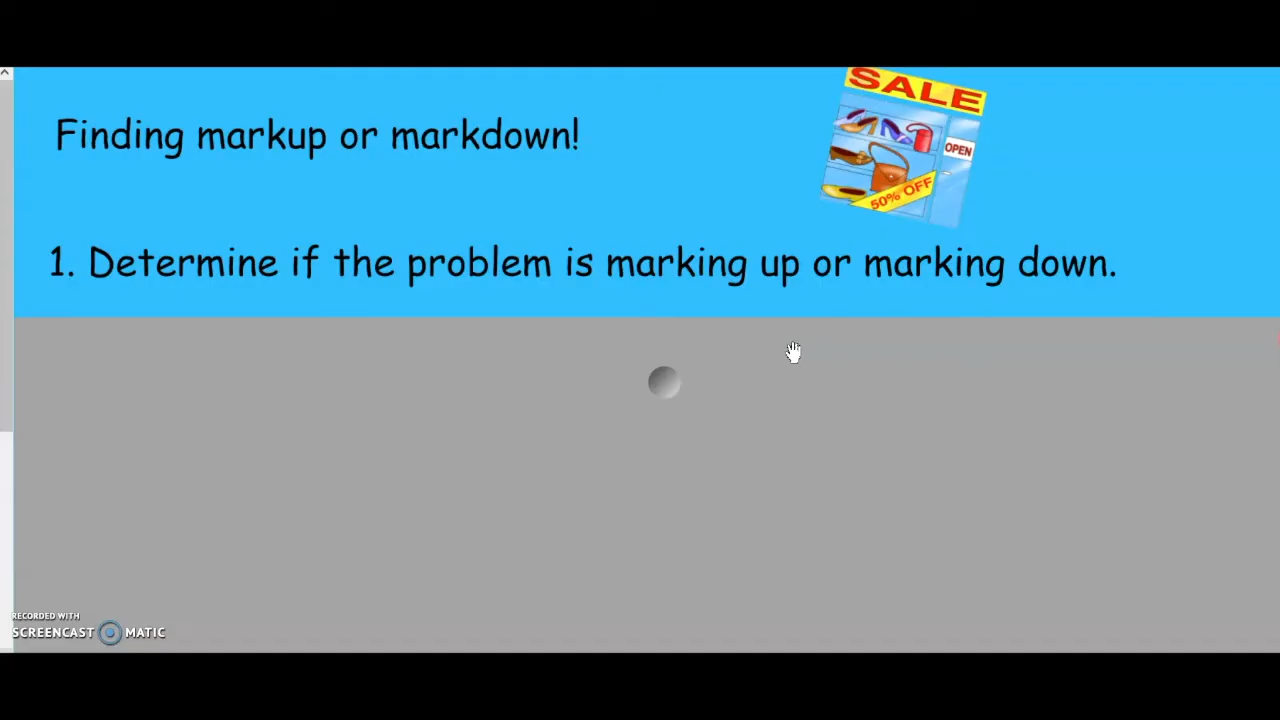 SALE
Finding markup or markdown!
OPEN
50% OFF
1. Determine if the problem is marking up or marking down.
RECORDED WITH
SCREENCAST MATIC